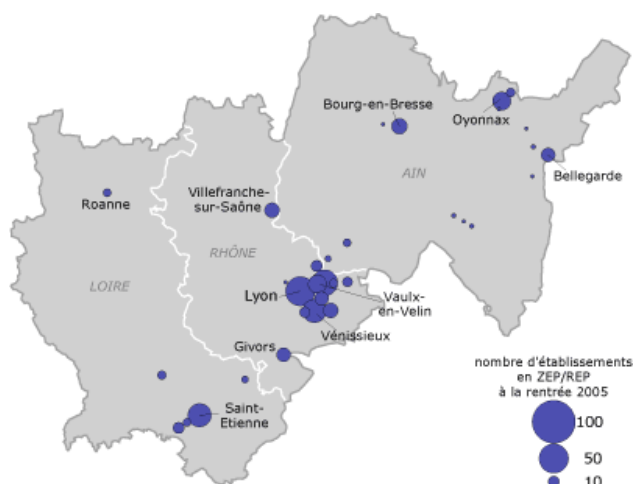 Bourg-en-Bresse
Oyonnax
AIN
Bellegarde
Roanne
Villefranche-
sur-Saône
RHÔNE
LOIRE
Lyon
Vaulx-
en-Velin
Vénissieux
Givors
Saint-
Etienne
nombre d'établissements
en ZEP/REP
à la rentrée 2005
100
50
10